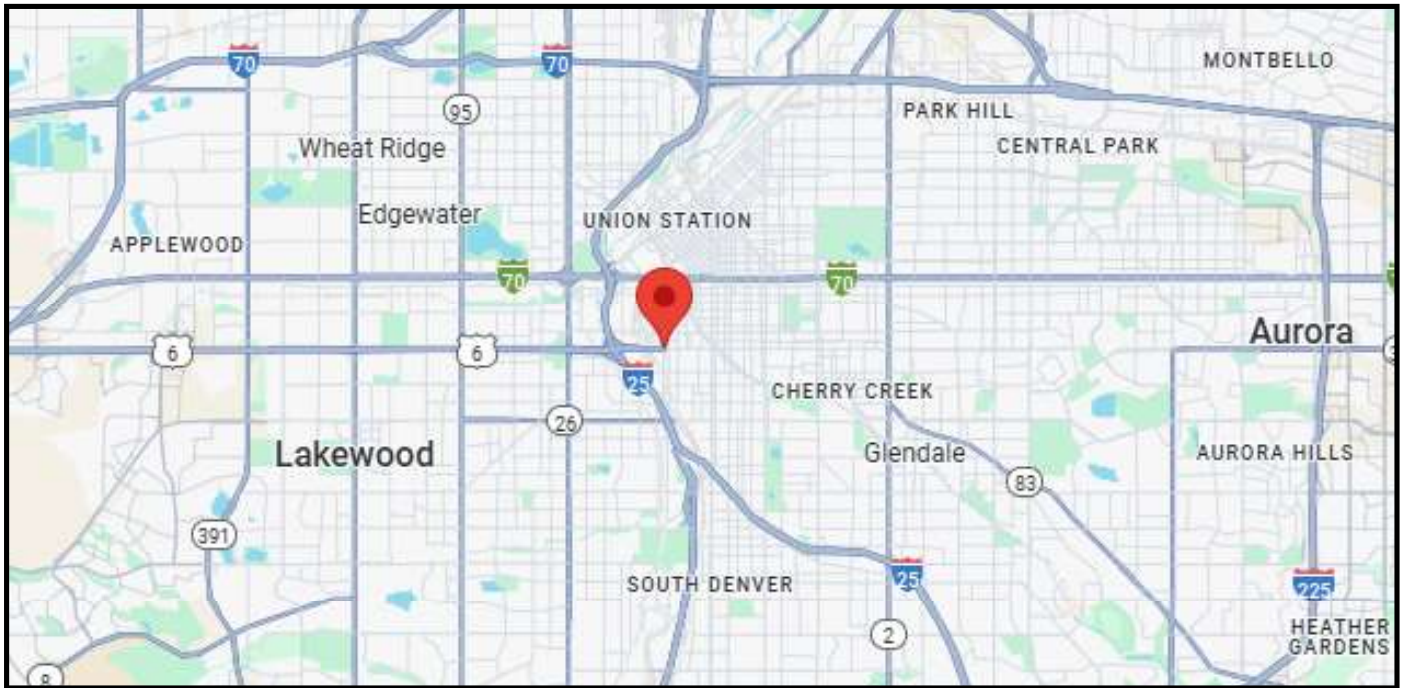 MONTBELLO
70
70
95
PARK HILL
CENTRAL PARK
Wheat Ridge
Edgewater
UNION STATION
APPLEWOOD
70
70
Aurora
6
6
25
CHERRY CREEK
26
Lakewood
Glendale
AURORA HILLS
83
391
SOUTH DENVER
25
225
2
HEATHER
GARDENS
8